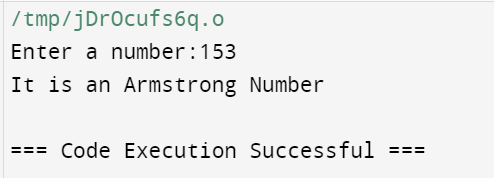 /tmp/jDrOcufs6q.o
Enter a number:153
It is an Armstrong Number
=== Code Execution Successful ===